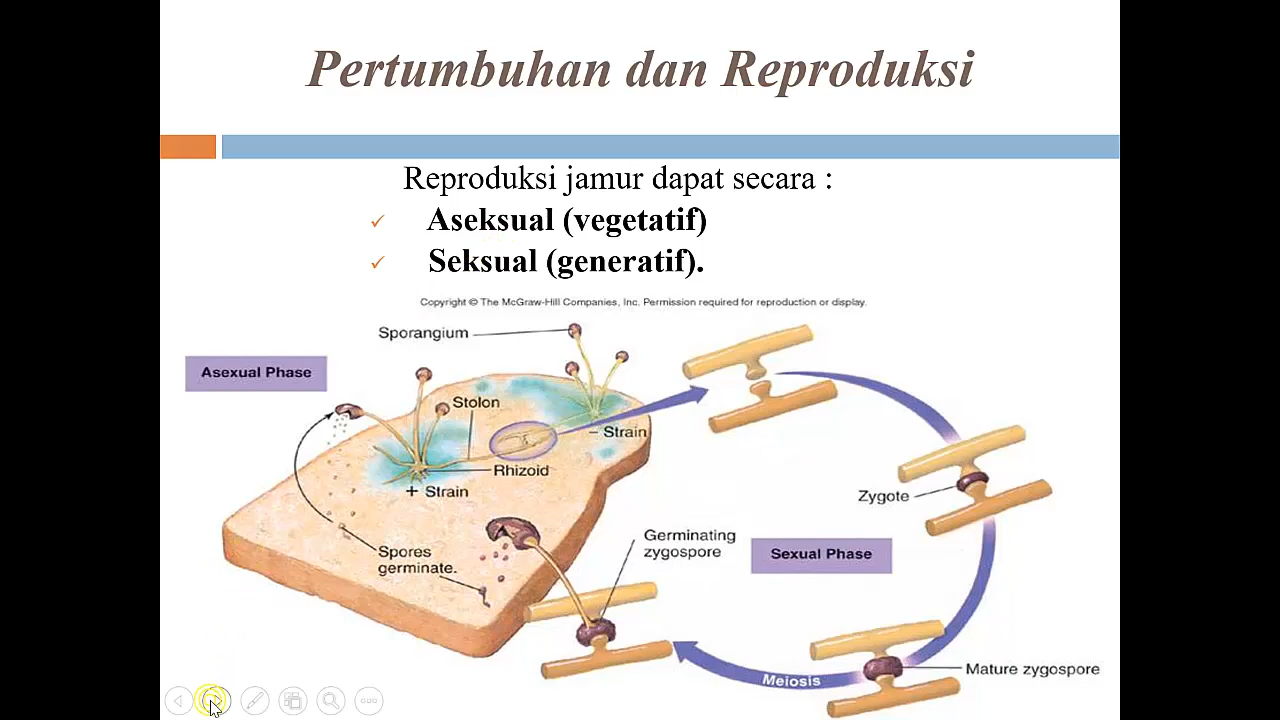 Pertumbuhan dan Reproduksi
Reproduksi jamur dapat secara :
Aseksual (vegetatif)
Seksual (generatif).
Copyright © The McGraw-Hill Companies, Inc. Permission required for reproduction or display.
Sporangium
Asexual Phase
Stolon
– Strain
Rhizoid
+ Strain
Zygote
Germinating
zygospore
Sexual Phase
Spores
germinate.
Mature zygospore
Meiosis